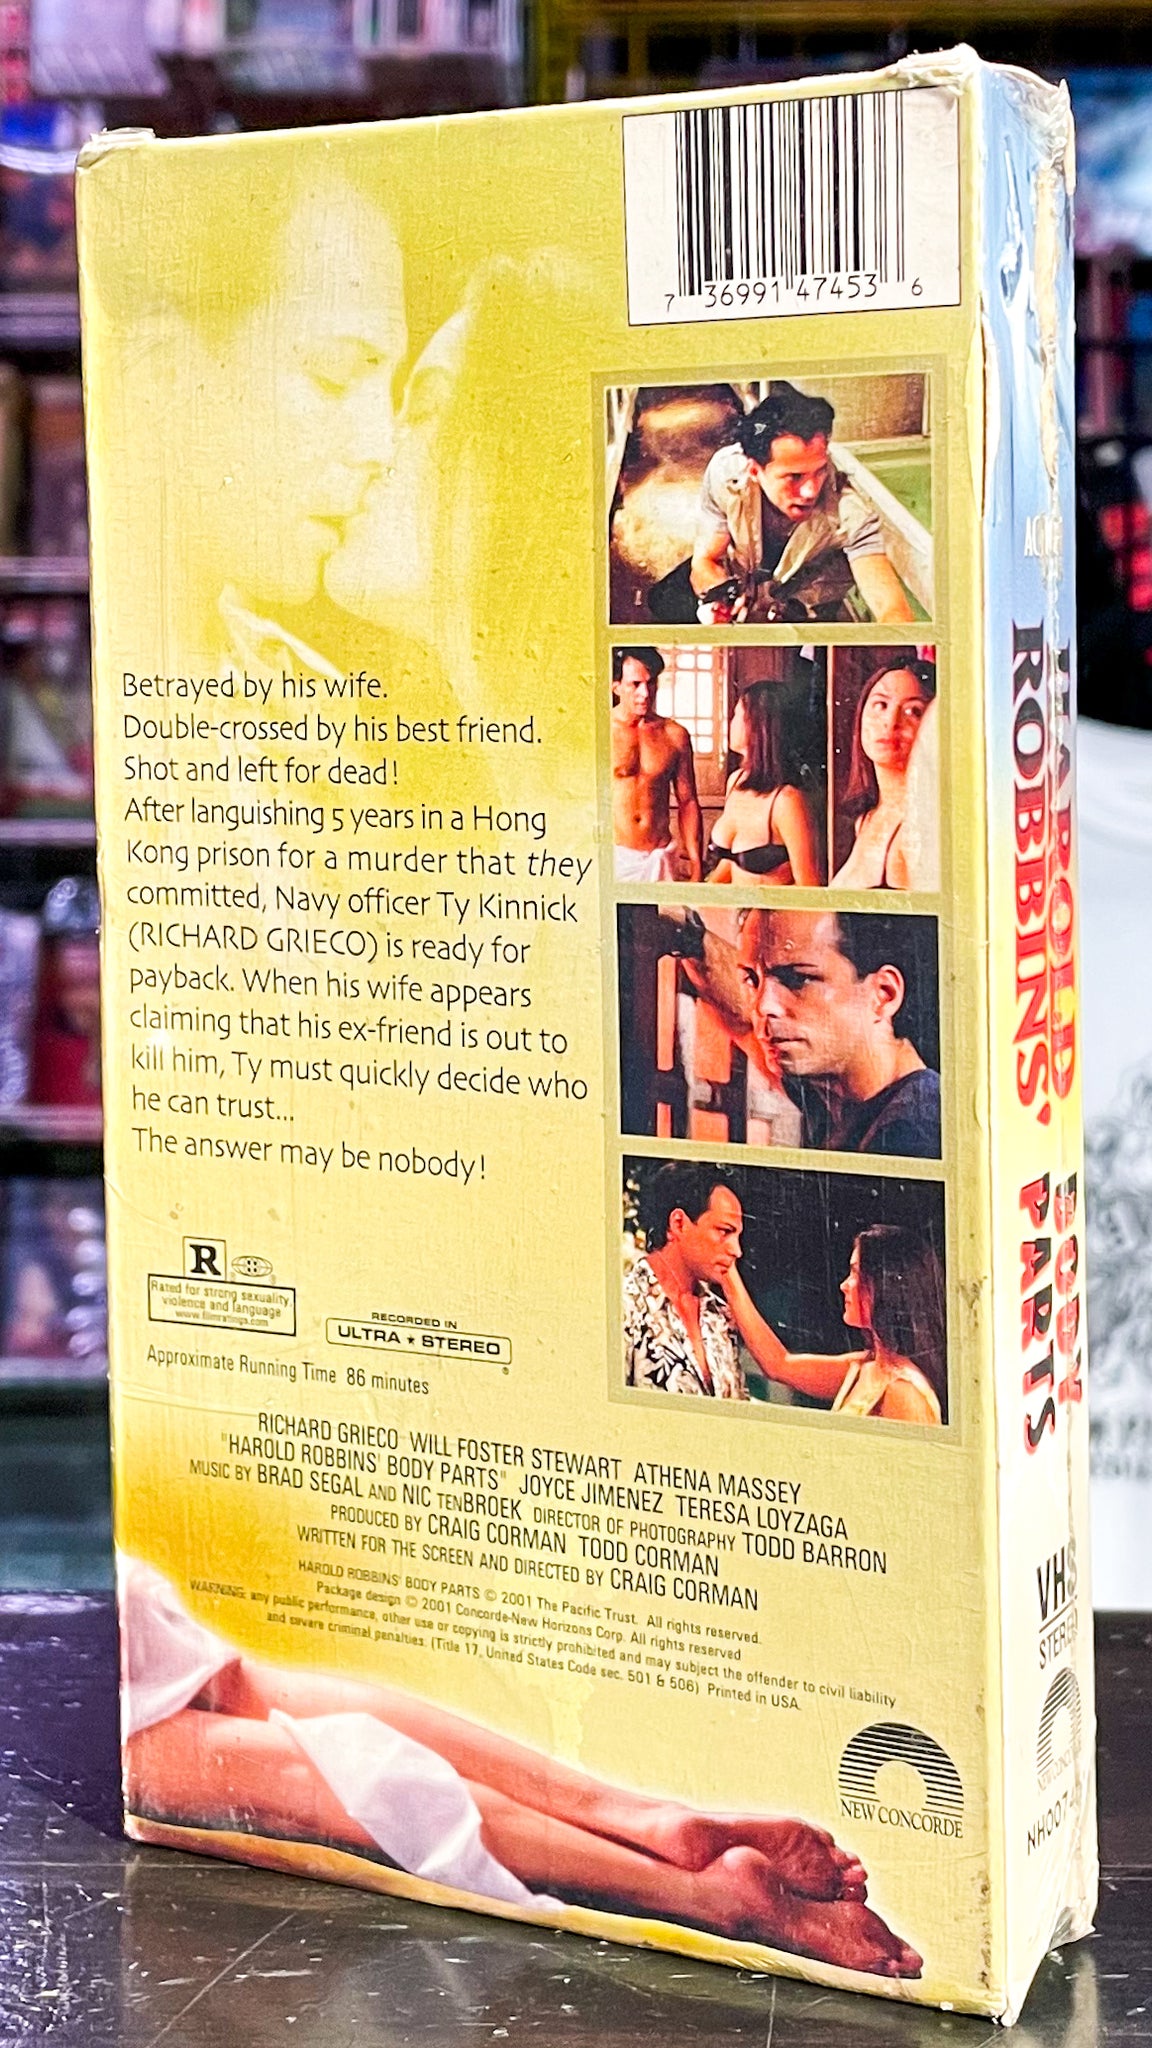 7 36991 47453 6
Betrayed by his wife.
Double-crossed by his best friend.
Shot and left for dead!
After languishing 5 years in a Hong
Kong prison for a murder that they
committed, Navy officer Ty Kinnick
(RICHARD GRIECO) is ready for
payback. When his wife appears
claiming that his ex-friend is out to
kill him, Ty must quickly decide who
he can trust...
The answer may be nobody!
R
Rated for strong sexuality,
violence and language
www.filmratings.com
RECORDED IN
ULTRA ★ STEREO
Approximate Running Time 86 minutes
RICHARD GRIECO WILL FOSTER STEWART ATHENA MASSEY
"HAROLD ROBBINS' BODY PARTS" JOYCE JIMENEZ TERESA LOYZAGA
MUSIC BY BRAD SEGAL AND NIC TENBROEK DIRECTOR OF PHOTOGRAPHY TODD BARRON
PRODUCED BY CRAIG CORMAN TODD CORMAN
WRITTEN FOR THE SCREEN AND DIRECTED BY CRAIG CORMAN
HAROLD ROBBINS' BODY PARTS © 2001 The Pacific Trust. All rights reserved.
Package design © 2001 Concorde-New Horizons Corp. All rights reserved
WARNING: any public performance, other use or copying is strictly prohibited and may subject the offender to civil liability
and severe criminal penalties. (Title 17, United States Code sec. 501 & 506) Printed in USA.
NEW CONCORDE
HAROLD
ROBBINS'
BODY
PARTS
VHS
STEREO